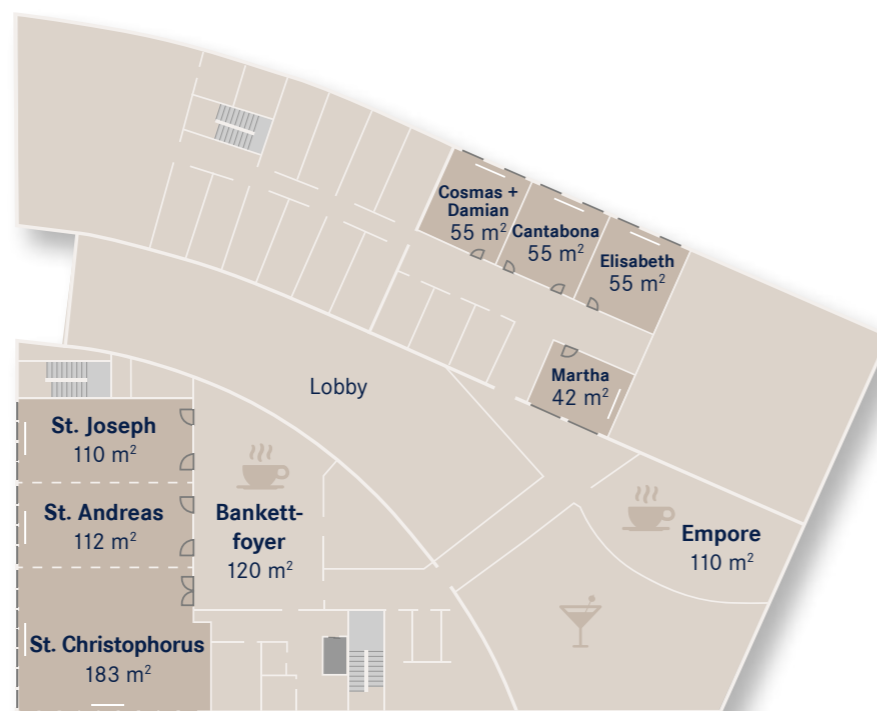 Cosmas +
Damian
55 m²
Cantabona
55 m²
Elisabeth
55 m²
Martha
42 m²
Lobby
St. Joseph
110 m²
St. Andreas
112 m²
St. Christophorus
183 m²
Bankett-
foyer
120 m²
Empore
110 m²